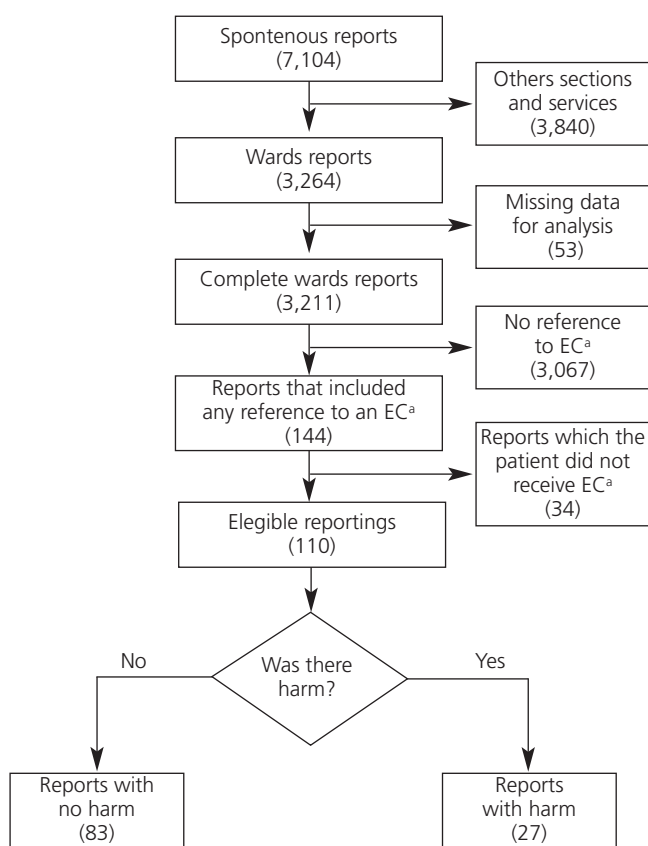 Spontenous reports
(7,104)
Others sections
and services
(3,840)
Wards reports
(3,264)
Missing data
for analysis
(53)
Complete wards reports
(3,211)
No reference
to ECᵃ
(3,067)
Reports that included
any reference to an ECᵃ
(144)
Reports which the
patient did not
receive ECᵃ
(34)
Elegible reportings
(110)
Was there
harm?
No
Yes
Reports with
no harm
(83)
Reports
with harm
(27)